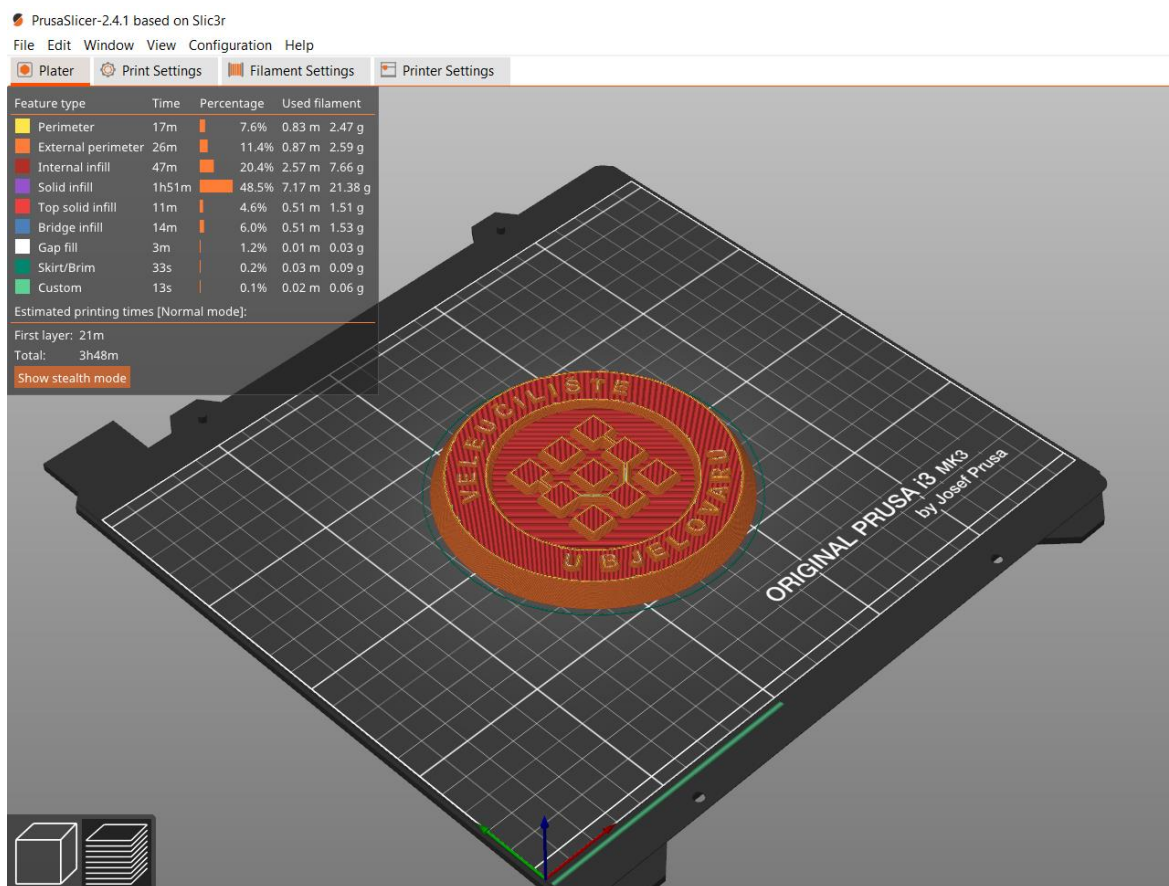 PrusaSlicer-2.4.1 based on Slic3r
File Edit Window View Configuration Help
Plater Print Settings Filament Settings Printer Settings
Feature type Time Percentage Used filament
Perimeter 17m 7.6% 0.83 m 2.47 g
External perimeter 26m 11.4% 0.87 m 2.59 g
Internal infill 47m 20.4% 2.57 m 7.66 g
Solid infill 1h51m 48.5% 7.17 m 21.38 g
Top solid infill 11m 4.6% 0.51 m 1.51 g
Bridge infill 14m 6.0% 0.51 m 1.53 g
Gap fill 3m 1.2% 0.01 m 0.03 g
Skirt/Brim 33s 0.2% 0.03 m 0.09 g
Custom 13s 0.1% 0.02 m 0.06 g
Estimated printing times [Normal mode]:
First layer: 21m
Total: 3h48m
Show stealth mode
VELEUCILISTE
U BJELOVARU
ORIGINAL PRUSA i3 MK3
by Josef Prusa